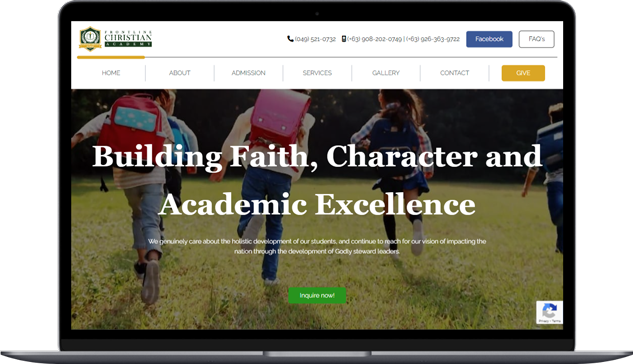 FRONTLINE
CHRISTIAN
ACADEMY
(049) 521-0732 (+63) 908-202-0749 | (+63) 926-363-9722 Facebook FAQ's
HOME ABOUT ADMISSION SERVICES GALLERY CONTACT GIVE
Building Faith, Character and
Academic Excellence
We genuinely care about the holistic development of our students, and continue to reach for our vision of impacting the
nation through the development of Godly steward leaders.
Inquire now!
Privacy - Terms